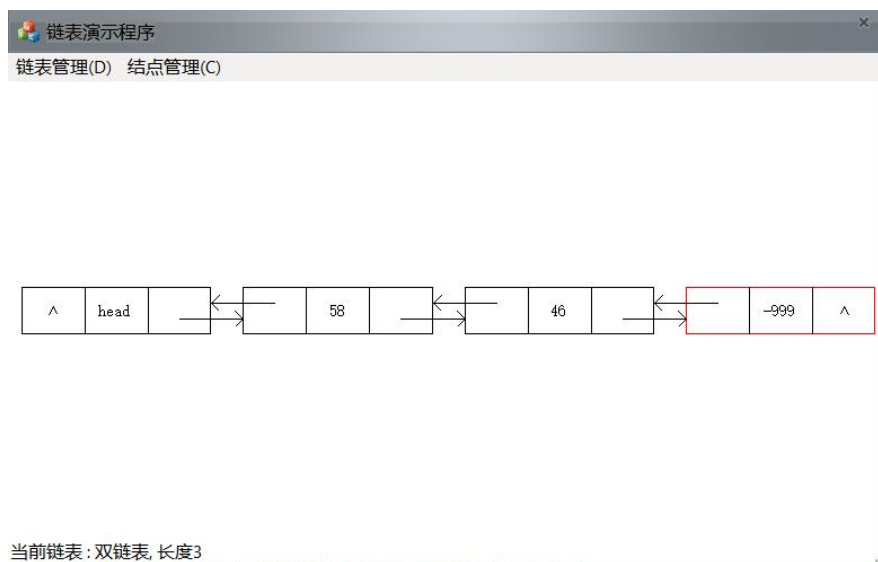 链表演示程序
链表管理(D) 结点管理(C)
^ head 58 46 -999 ^
当前链表 : 双链表, 长度3